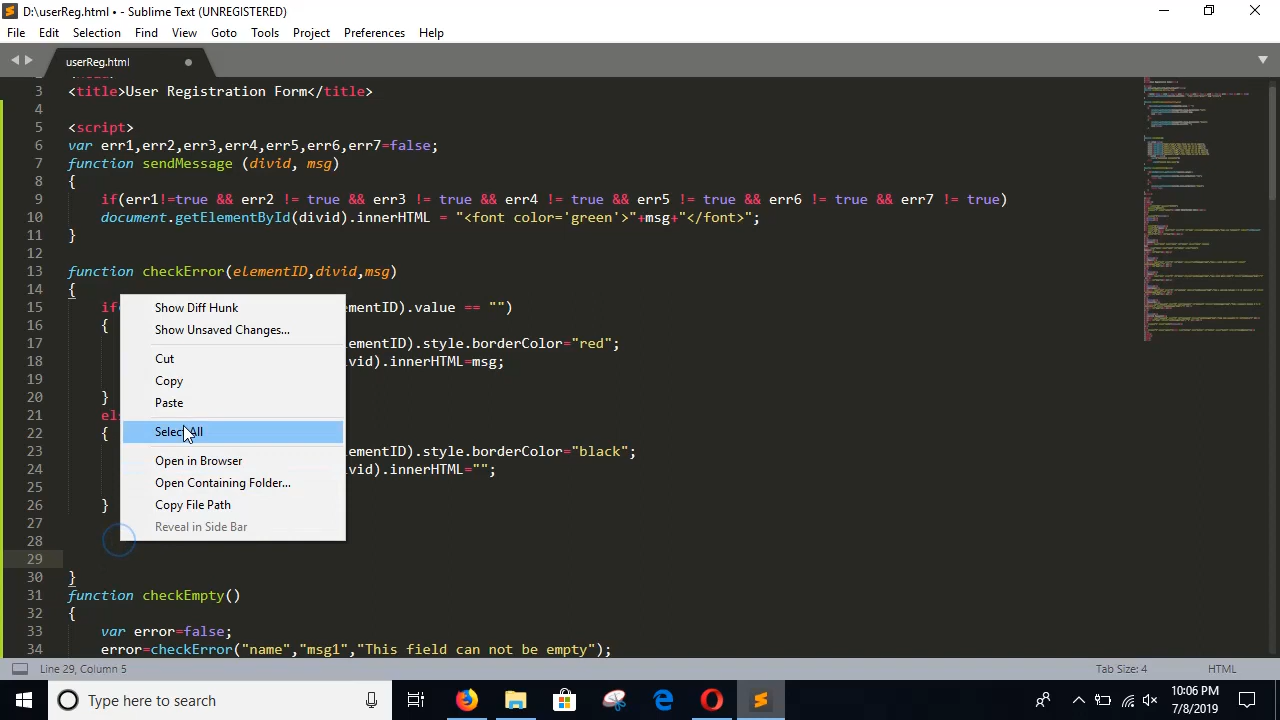 D:\userReg.html • - Sublime Text (UNREGISTERED)
File Edit Selection Find View Goto Tools Project Preferences Help
userReg.html
3 <title>User Registration Form</title>
4
5 <script>
6 var err1,err2,err3,err4,err5,err6,err7=false;
7 function sendMessage (divid, msg)
8 {
9 if(err1!=true && err2 != true && err3 != true && err4 != true && err5 != true && err6 != true && err7 != true)
10 document.getElementById(divid).innerHTML = "<font color='green'>"+msg+"</font>";
11 }
12
13 function checkError(elementID,divid,msg)
14 {
15 if ementID).value == "")
16 {
17 ementID).style.borderColor="red";
18 ivid).innerHTML=msg;
19
20 }
21 el
22 {
23 ementID).style.borderColor="black";
24 ivid).innerHTML="";
25
26 }
27
28
29
30 }
31 function checkEmpty()
32 {
33 var error=false;
34 error=checkError("name","msg1","This field can not be empty");
Show Diff Hunk
Show Unsaved Changes...
Cut
Copy
Paste
Select All
Open in Browser
Open Containing Folder...
Copy File Path
Reveal in Side Bar
Line 29, Column 5 Tab Size: 4 HTML
Type here to search
10:06 PM
7/8/2019